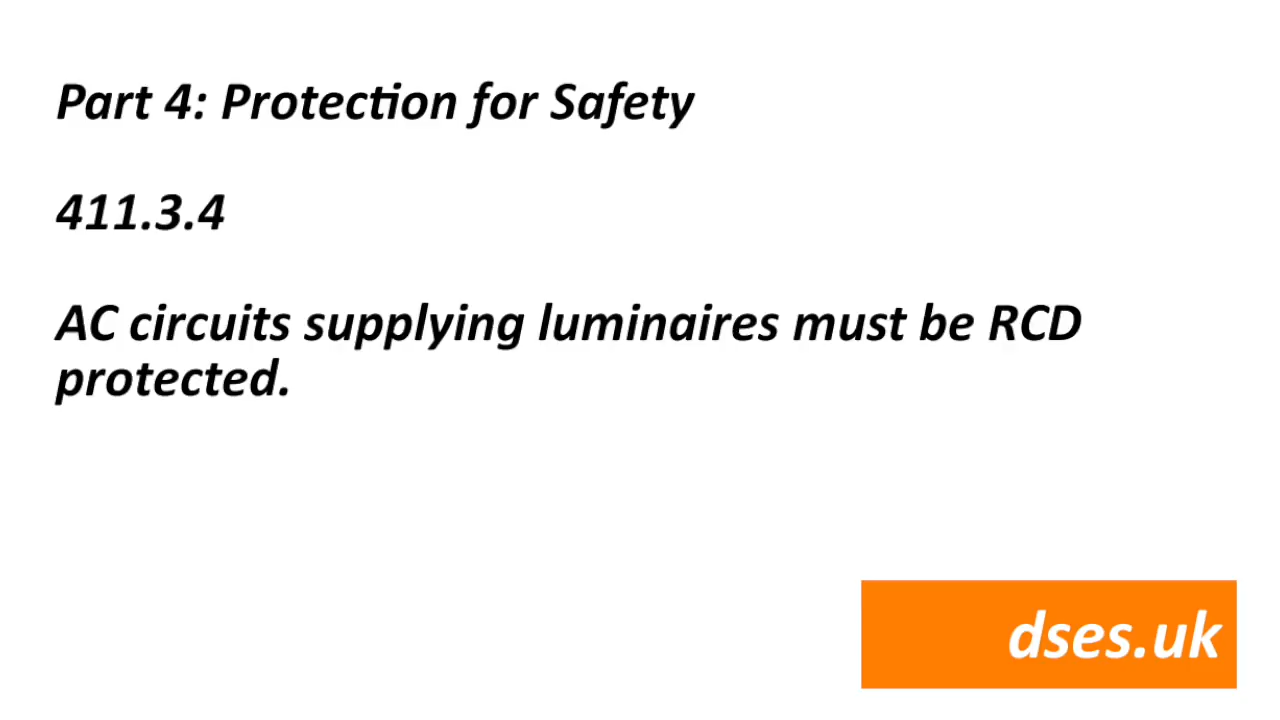 Part 4: Protection for Safety
411.3.4
AC circuits supplying luminaires must be RCD
protected.
dses.uk